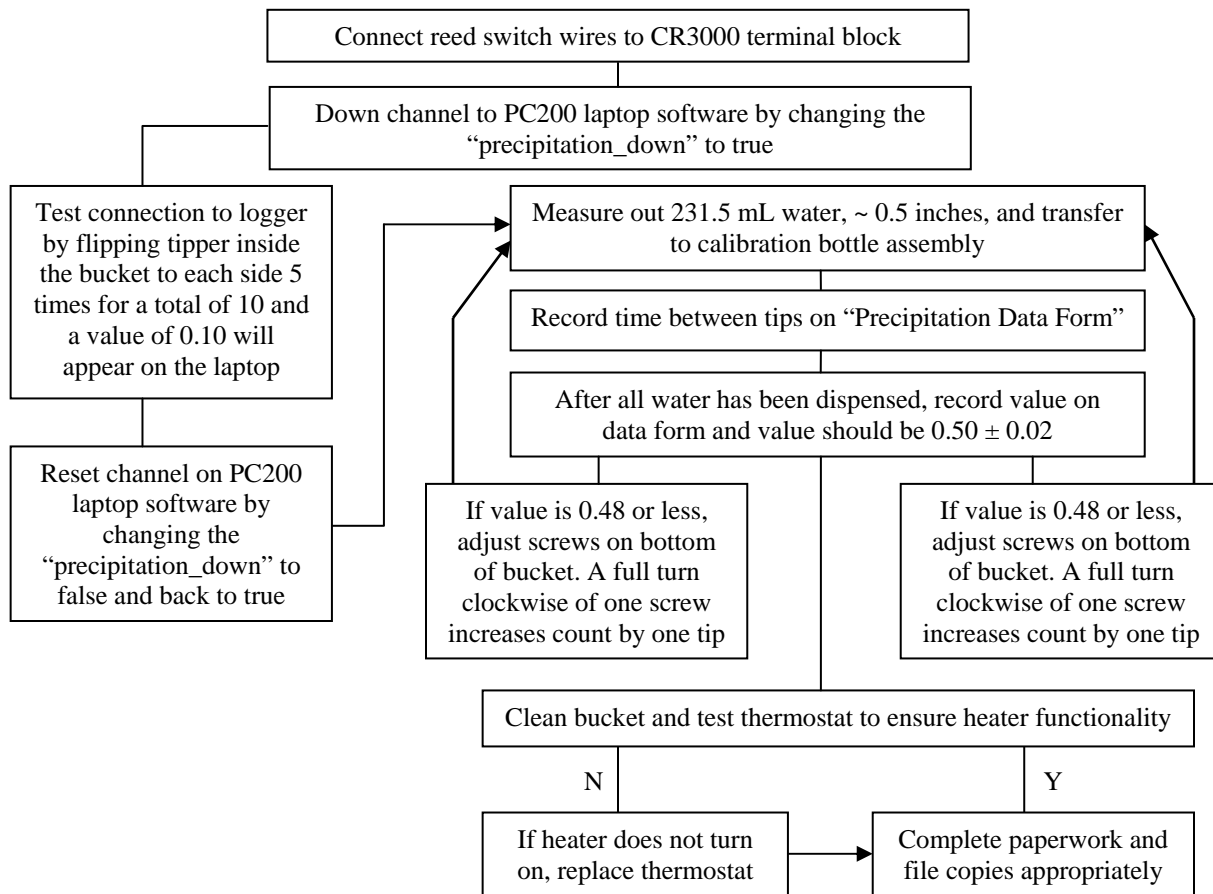 Connect reed switch wires to CR3000 terminal block
Down channel to PC200 laptop software by changing the
“precipitation_down” to true
Test connection to logger
by flipping tipper inside
the bucket to each side 5
times for a total of 10 and
a value of 0.10 will
appear on the laptop
Reset channel on PC200
laptop software by
changing the
“precipitation_down” to
false and back to true
Measure out 231.5 mL water, ~ 0.5 inches, and transfer
to calibration bottle assembly
Record time between tips on “Precipitation Data Form”
After all water has been dispensed, record value on
data form and value should be 0.50 ± 0.02
If value is 0.48 or less,
adjust screws on bottom
of bucket. A full turn
clockwise of one screw
increases count by one tip
If value is 0.48 or less,
adjust screws on bottom
of bucket. A full turn
clockwise of one screw
increases count by one tip
Clean bucket and test thermostat to ensure heater functionality
N
Y
If heater does not turn
on, replace thermostat
Complete paperwork and
file copies appropriately